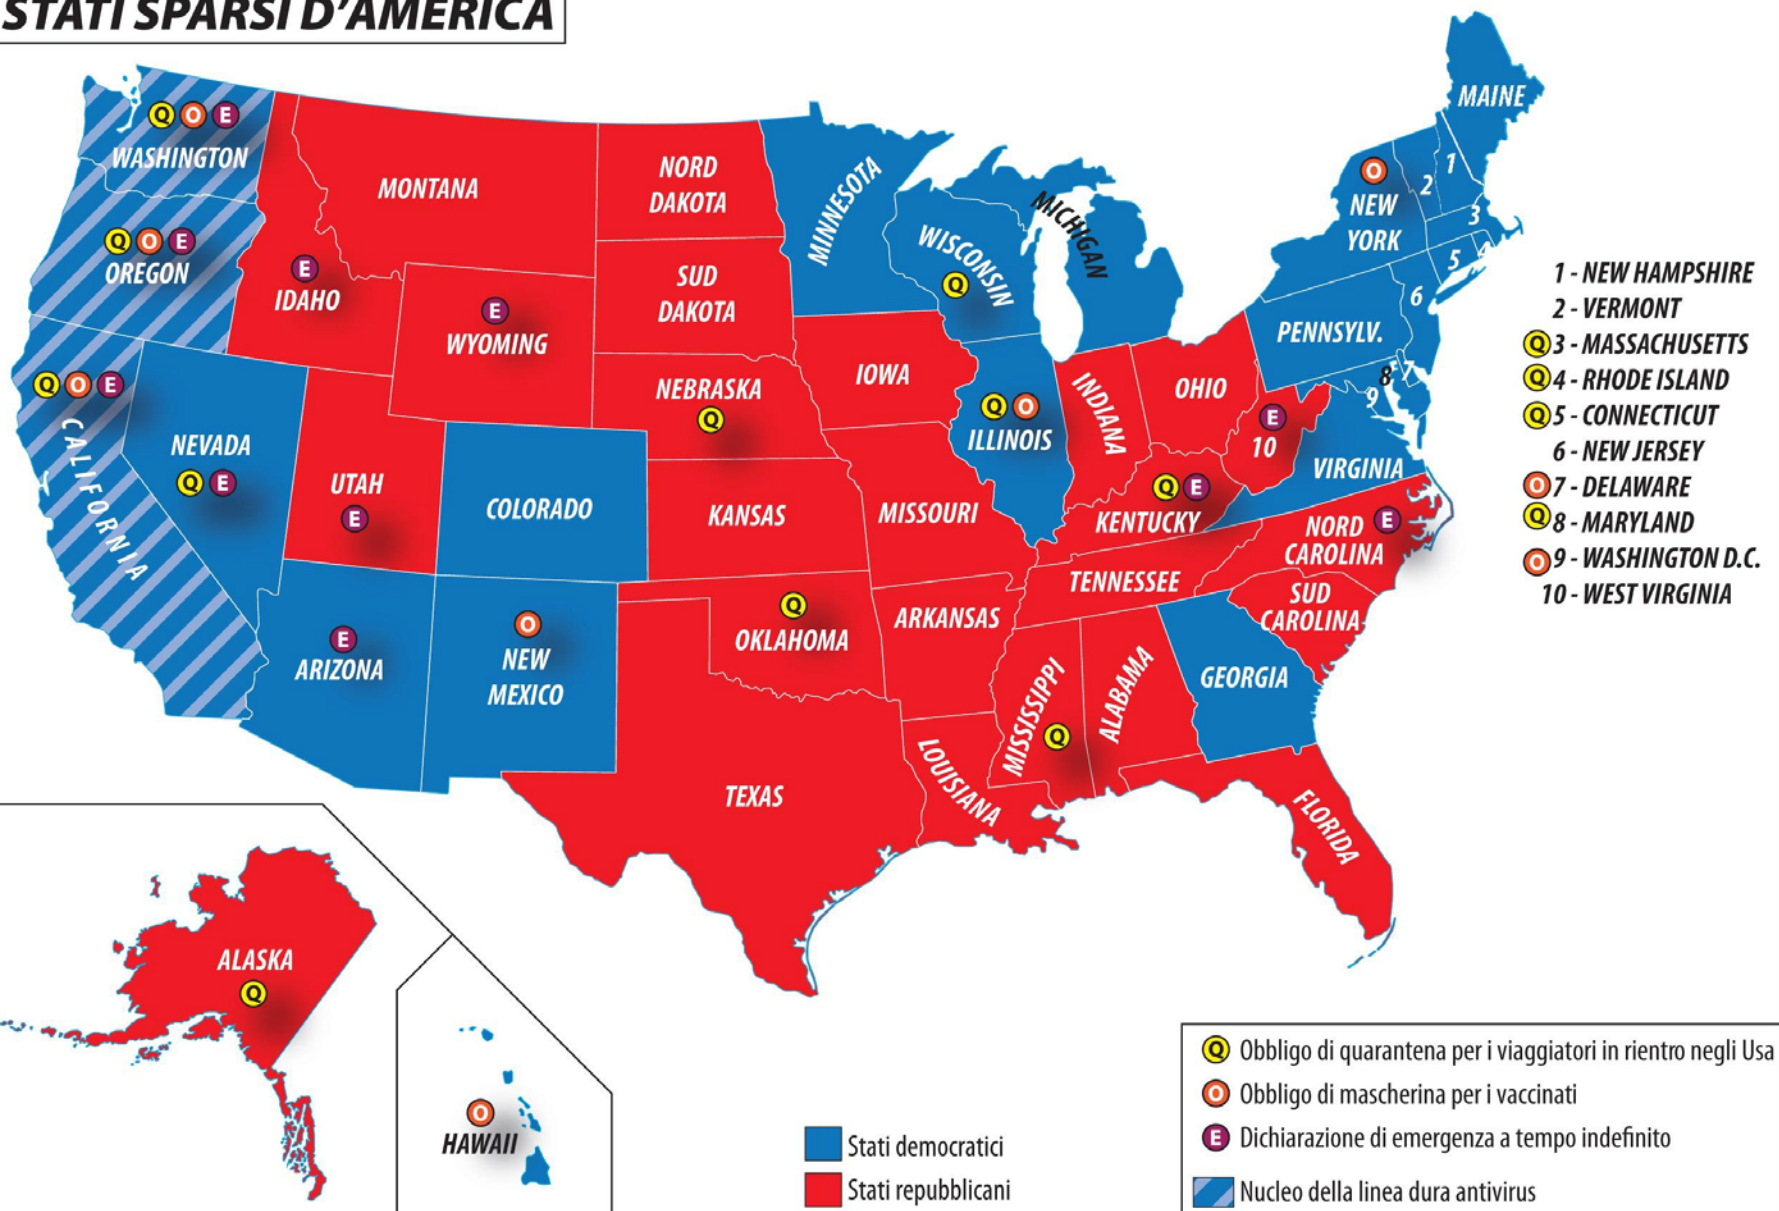 STATI SPARSI D'AMERICA
WASHINGTON
Q O E
OREGON
Q O E
CALIFORNIA
Q O E
NEVADA
Q E
IDAHO
E
MONTANA
WYOMING
E
UTAH
E
ARIZONA
E
COLORADO
NEW
MEXICO
O
NORD
DAKOTA
SUD
DAKOTA
NEBRASKA
Q
KANSAS
OKLAHOMA
Q
TEXAS
MINNESOTA
IOWA
MISSOURI
ARKANSAS
LOUISIANA
WISCONSIN
Q
ILLINOIS
Q O
MICHIGAN
INDIANA
OHIO
KENTUCKY
Q E
TENNESSEE
MISSISSIPPI
Q
ALABAMA
GEORGIA
FLORIDA
SUD
CAROLINA
NORD
CAROLINA
E
VIRGINIA
E
10
PENNSYLV.
NEW
YORK
O
MAINE
1
2
3
4
5
6
7
8
9
1 - NEW HAMPSHIRE
2 - VERMONT
Q 3 - MASSACHUSETTS
Q 4 - RHODE ISLAND
Q 5 - CONNECTICUT
6 - NEW JERSEY
O 7 - DELAWARE
Q 8 - MARYLAND
O 9 - WASHINGTON D.C.
10 - WEST VIRGINIA
ALASKA
Q
O
HAWAII
Stati democratici
Stati repubblicani
Q Obbligo di quarantena per i viaggiatori in rientro negli Usa
O Obbligo di mascherina per i vaccinati
E Dichiarazione di emergenza a tempo indefinito
Nucleo della linea dura antivirus